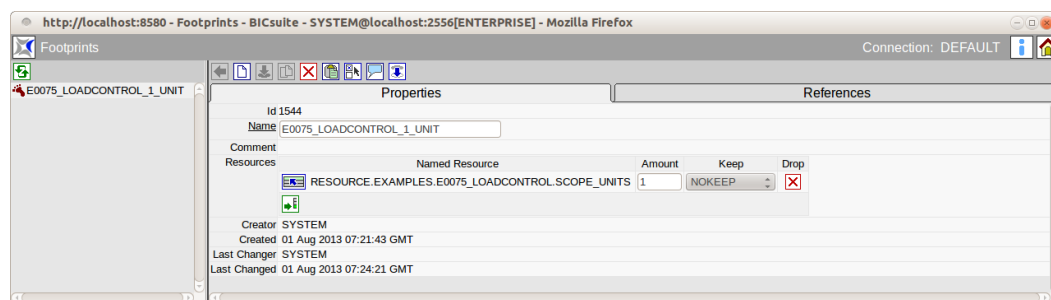 http://localhost:8580 - Footprints - BICsuite - SYSTEM@localhost:2556[ENTERPRISE] - Mozilla Firefox
Footprints
Connection: DEFAULT
E0075_LOADCONTROL_1_UNIT
Properties
References
Id 1544
Name E0075_LOADCONTROL_1_UNIT
Comment
Resources Named Resource Amount Keep Drop
RESOURCE.EXAMPLES.E0075_LOADCONTROL.SCOPE_UNITS 1 NOKEEP
Creator SYSTEM
Created 01 Aug 2013 07:21:43 GMT
Last Changer SYSTEM
Last Changed 01 Aug 2013 07:24:21 GMT